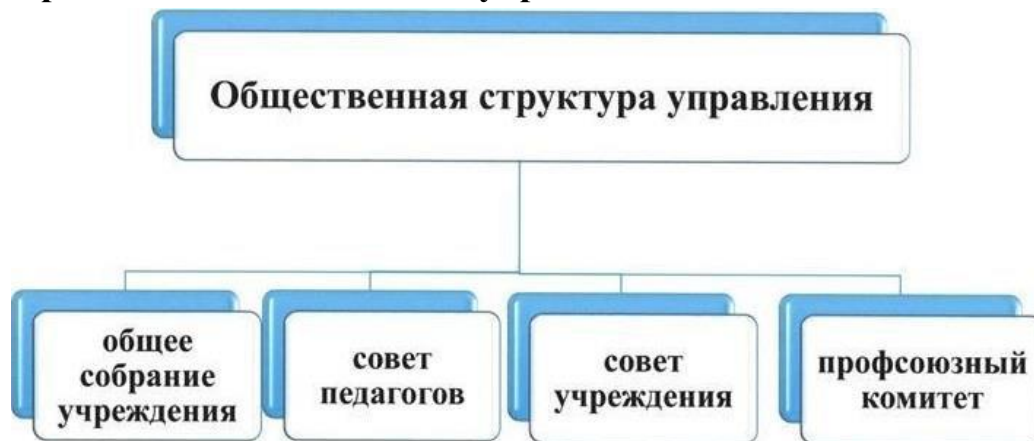 Общественная структура управления
общее
собрание
учреждения
совет
педагогов
совет
учреждения
профсоюзный
комитет